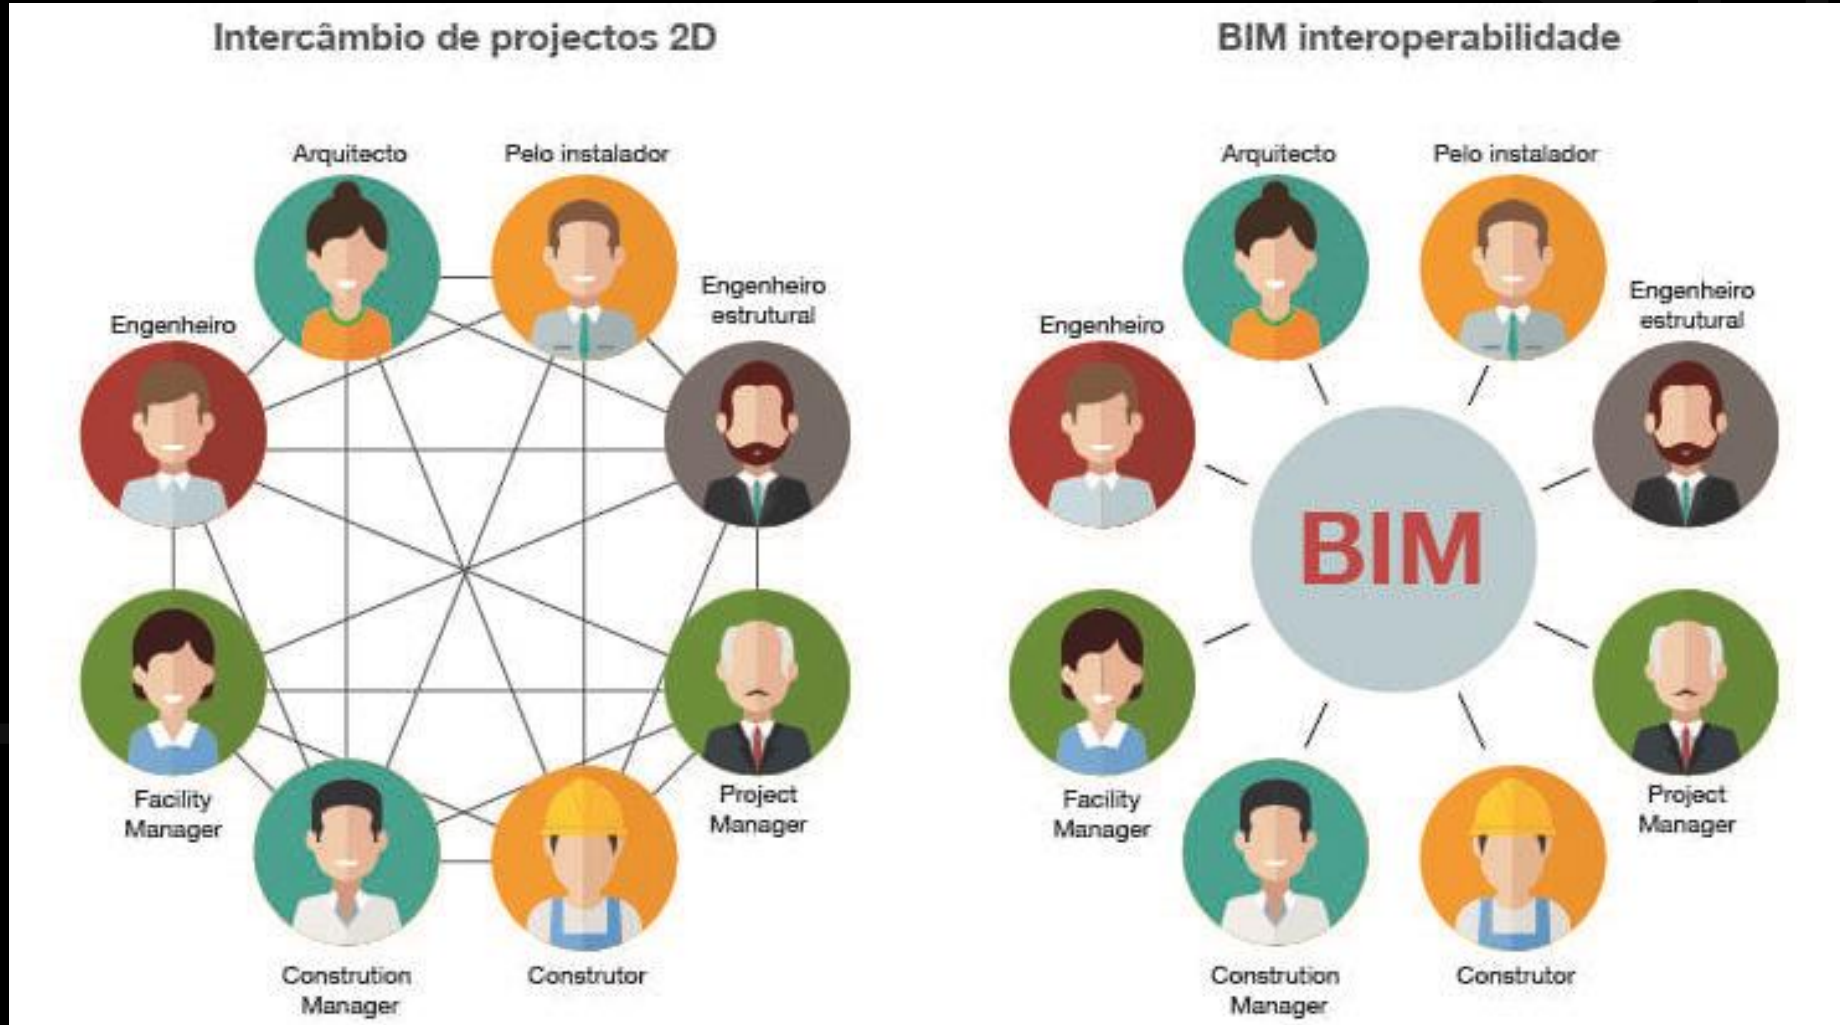 Intercâmbio de projectos 2D
Arquitecto
Pelo instalador
Engenheiro
estrutural
Engenheiro
Facility
Manager
Project
Manager
Constrution
Manager
Construtor
BIM interoperabilidade
Arquitecto
Pelo instalador
Engenheiro
estrutural
Engenheiro
BIM
Facility
Manager
Project
Manager
Constrution
Manager
Construtor